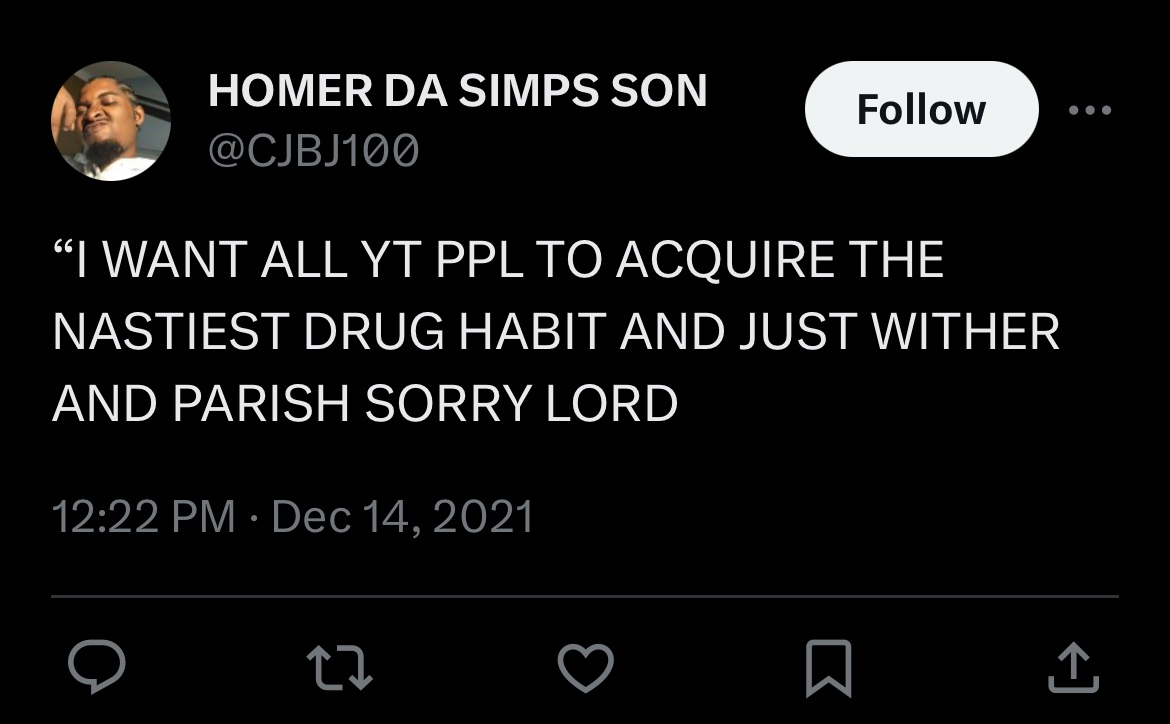 HOMER DA SIMPS SON
@CJBJ100
Follow
“I WANT ALL YT PPL TO ACQUIRE THE
NASTIEST DRUG HABIT AND JUST WITHER
AND PARISH SORRY LORD
12:22 PM · Dec 14, 2021